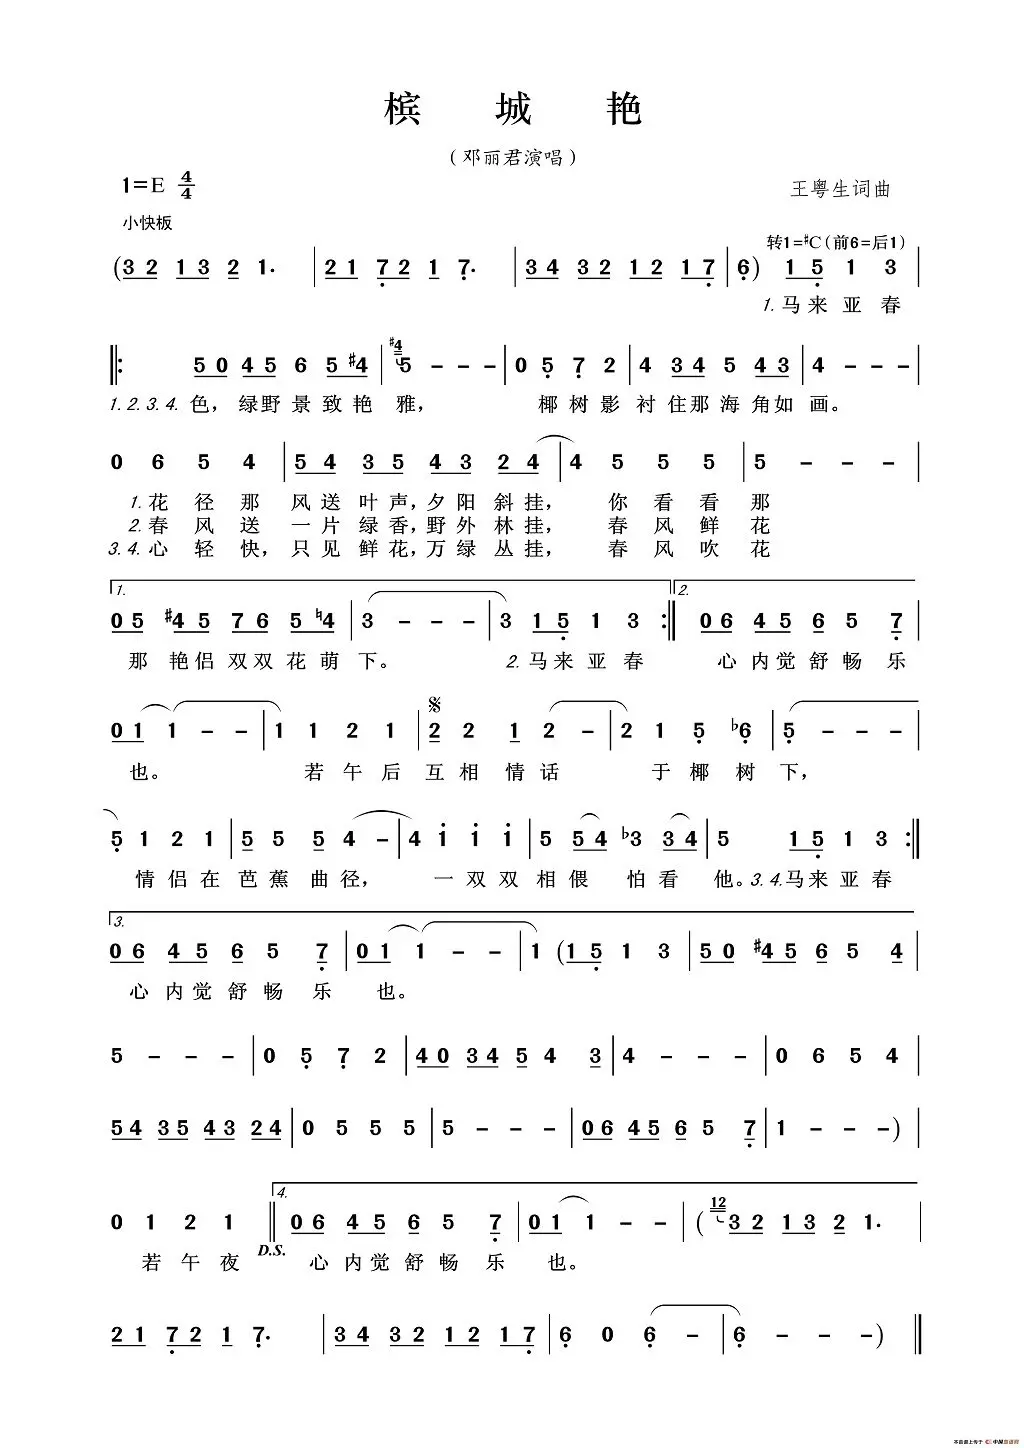 槟 城 艳
（邓丽君演唱）
1=E 4/4
王粤生词曲
小快板
转1=#C（前6=后1）
(3 2 1 3 2 1. | 2 1 7 2 1 7. | 3 4 3 2 1 2 1 7 | 6) 1 5 1 3 |
1. 马 来 亚 春
‖: 5 0 4 5 6 5 #4 | #4 5 - - - | 0 5 7 2 | 4 3 4 5 4 3 | 4 - - - |
1. 2. 3. 4. 色， 绿野 景 致 艳 雅， 椰 树 影 衬 住那 海 角如 画。
0 6 5 4 | 5 4 3 5 4 3 2 4 | 4 5 5 5 | 5 - - - |
1. 花 径 那 风 送 叶 声，夕 阳 斜 挂， 你 看 看 那
2. 春 风 送 一 片 绿 香，野 外 林 挂， 春 风 鲜 花
3. 4. 心 轻 快， 只 见 鲜 花，万 绿 丛 挂， 春 风 吹 花
1. 2.
0 5 #4 5 7 6 5 ♮4 | 3 - - - | 3 1 5 1 3 :‖ 0 6 4 5 6 5 7 |
那 艳侣 双双 花 萌 下。 2. 马 来 亚 春 心 内觉 舒 畅 乐
0 1 1 - - | 1 1 2 1 | 𝄋 2 2 1 2 - | 2 1 5 ♭6 | 5 - - - |
也。 若 午 后 互 相 情 话 于 椰 树 下，
5 1 2 1 | 5 5 5 4 - | 4 1 1 1 | 5 5 4 ♭3 3 4 | 5 1 5 1 3 :‖
情 侣 在 芭 蕉 曲 径， 一 双 双 相 偎 怕 看 他。 3. 4. 马 来 亚 春
3.
0 6 4 5 6 5 7 | 0 1 1 - - | 1 (1 5 1 3 | 5 0 #4 5 6 5 4 |
心 内 觉 舒 畅 乐 也。
5 - - - | 0 5 7 2 | 4 0 3 4 5 4 3 | 4 - - - | 0 6 5 4 |
5 4 3 5 4 3 2 4 | 0 5 5 5 | 5 - - - | 0 6 4 5 6 5 7 | 1 - - -) |
4.
0 1 2 1 ‖ 0 6 4 5 6 5 7 | 0 1 1 - - | (12 3 2 1 3 2 1. |
若 午 夜 D.S. 心 内觉 舒 畅 乐 也。
2 1 7 2 1 7. | 3 4 3 2 1 2 1 7 | 6 0 6 - | 6 - - -) ‖